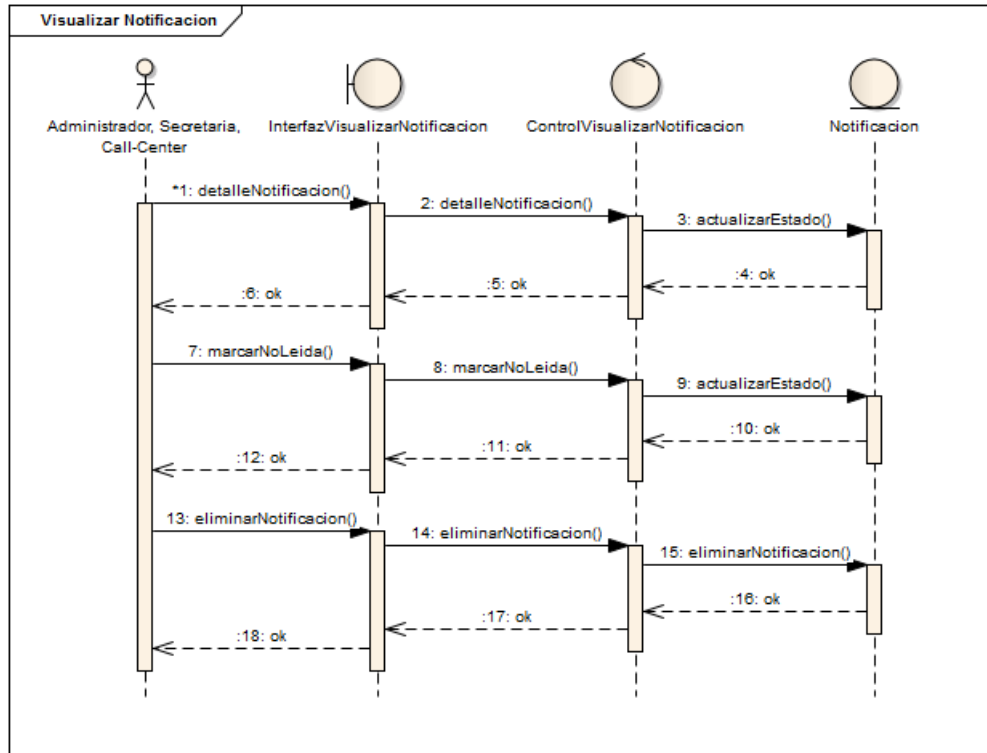 Visualizar Notificacion
Administrador, Secretaria,
Call-Center
InterfazVisualizarNotificacion
ControlVisualizarNotificacion
Notificacion
*1: detalleNotificacion()
2: detalleNotificacion()
3: actualizarEstado()
:4: ok
:5: ok
:6: ok
7: marcarNoLeida()
8: marcarNoLeida()
9: actualizarEstado()
:10: ok
:11: ok
:12: ok
13: eliminarNotificacion()
14: eliminarNotificacion()
15: eliminarNotificacion()
:16: ok
:17: ok
:18: ok